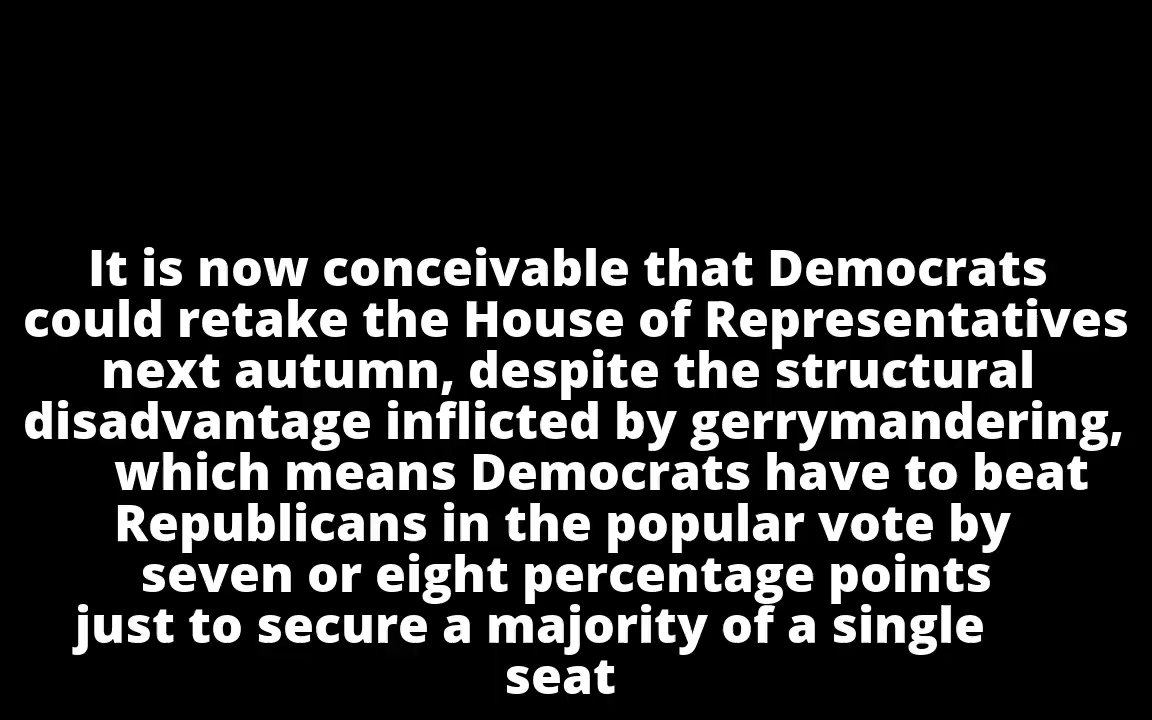 It is now conceivable that Democrats
could retake the House of Representatives
next autumn, despite the structural
disadvantage inflicted by gerrymandering,
which means Democrats have to beat
Republicans in the popular vote by
seven or eight percentage points
just to secure a majority of a single
seat